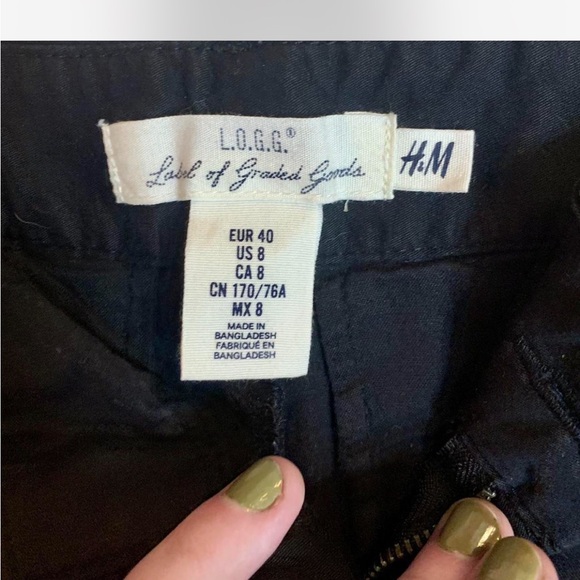 L.O.G.G.®
Label of Graded Goods
H&M
EUR 40
US 8
CA 8
CN 170/76A
MX 8
MADE IN
BANGLADESH
FABRIQUÉ EN
BANGLADESH